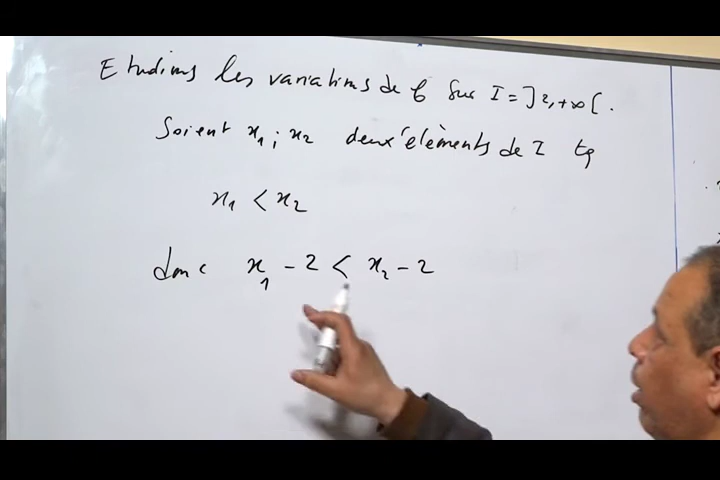 Etudions les variations de f sur I = ]2, +∞[.
Soient x₁ ; x₂ deux éléments de I tq
x₁ < x₂
donc x₁ - 2 < x₂ - 2